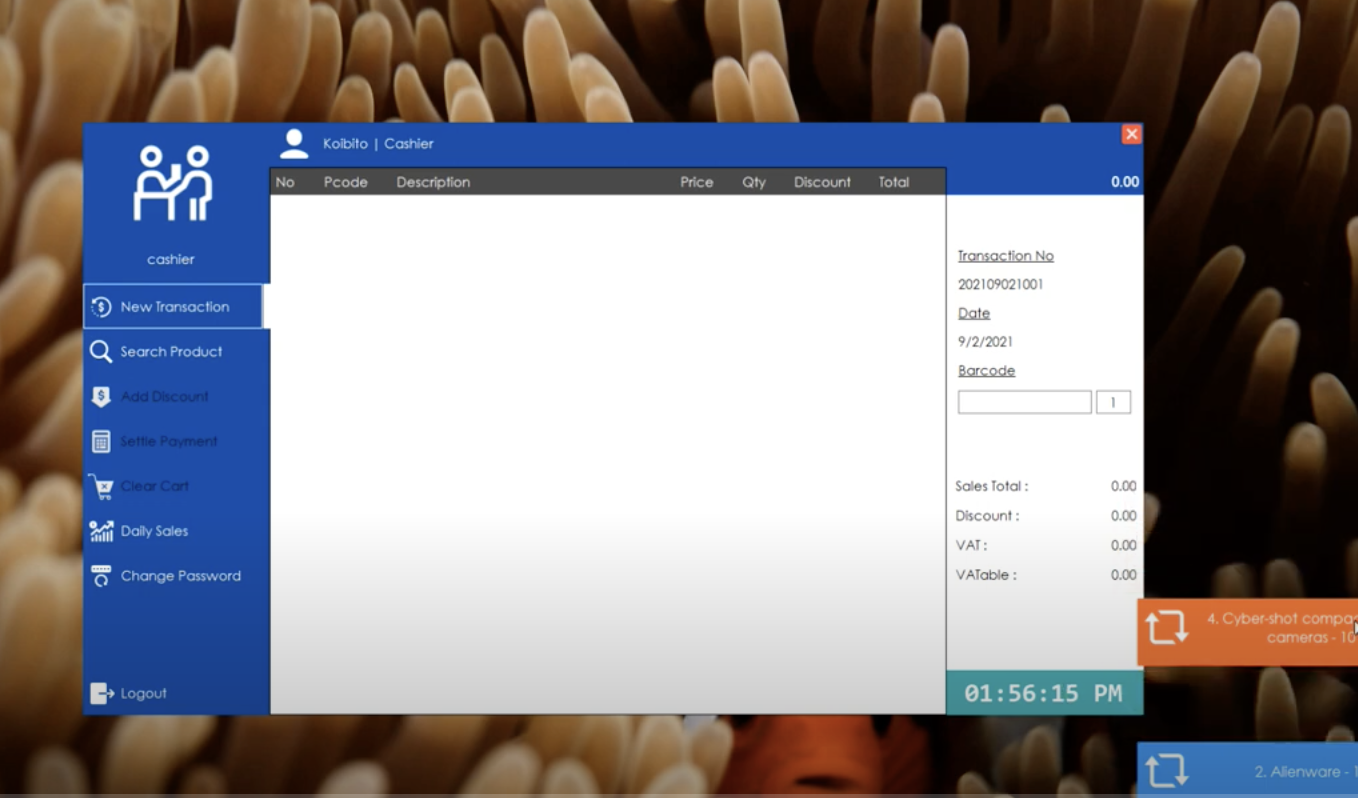 Koibito | Cashier
cashier
New Transaction
Search Product
Add Discount
Settle Payment
Clear Cart
Daily Sales
Change Password
Logout
No Pcode Description Price Qty Discount Total
0.00
Transaction No
202109021001
Date
9/2/2021
Barcode
1
Sales Total : 0.00
Discount : 0.00
VAT : 0.00
VATable : 0.00
01:56:15 PM
4. Cyber-shot compa
cameras - 10
2. Alienware - 1